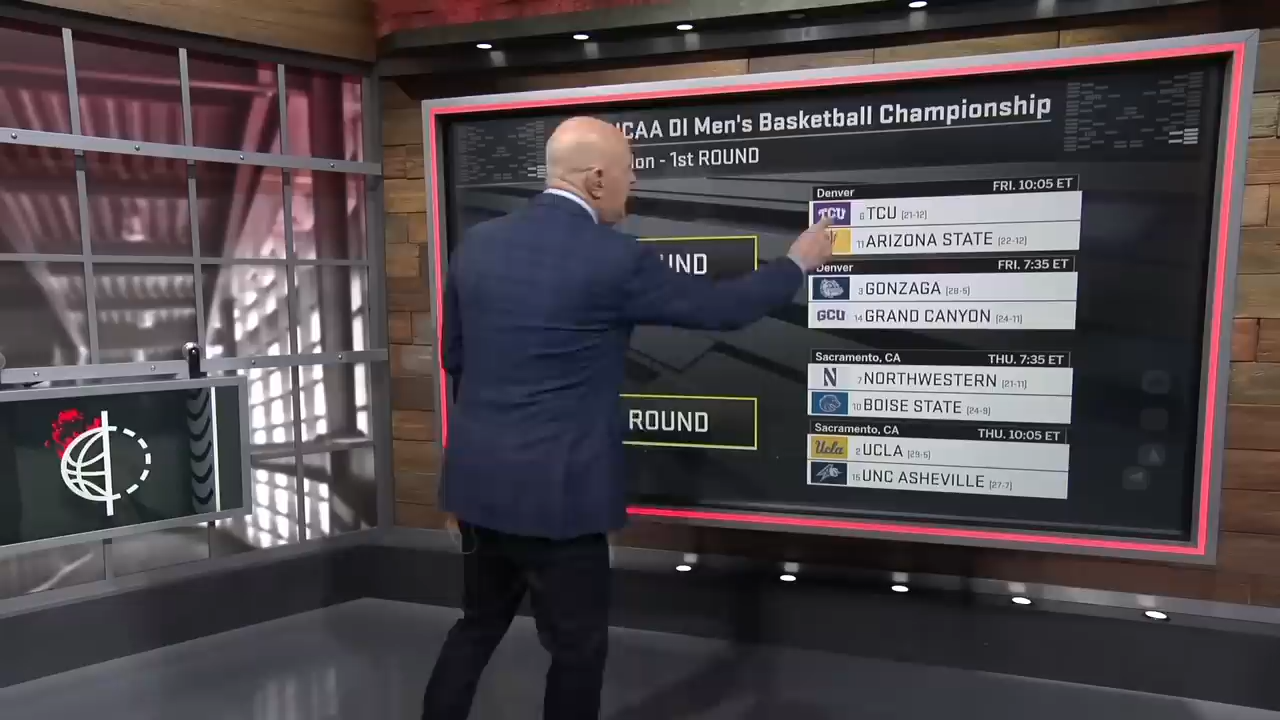 NCAA DI Men's Basketball Championship
ion - 1st ROUND
Denver FRI. 10:05 ET
TCU 6 TCU (21-12)
11 ARIZONA STATE (22-12)
Denver FRI. 7:35 ET
3 GONZAGA (28-5)
GCU 14 GRAND CANYON (24-11)
UND
Sacramento, CA THU. 7:35 ET
N 7 NORTHWESTERN (21-11)
10 BOISE STATE (24-9)
ROUND
Sacramento, CA THU. 10:05 ET
Ucla 2 UCLA (29-5)
15 UNC ASHEVILLE (27-7)